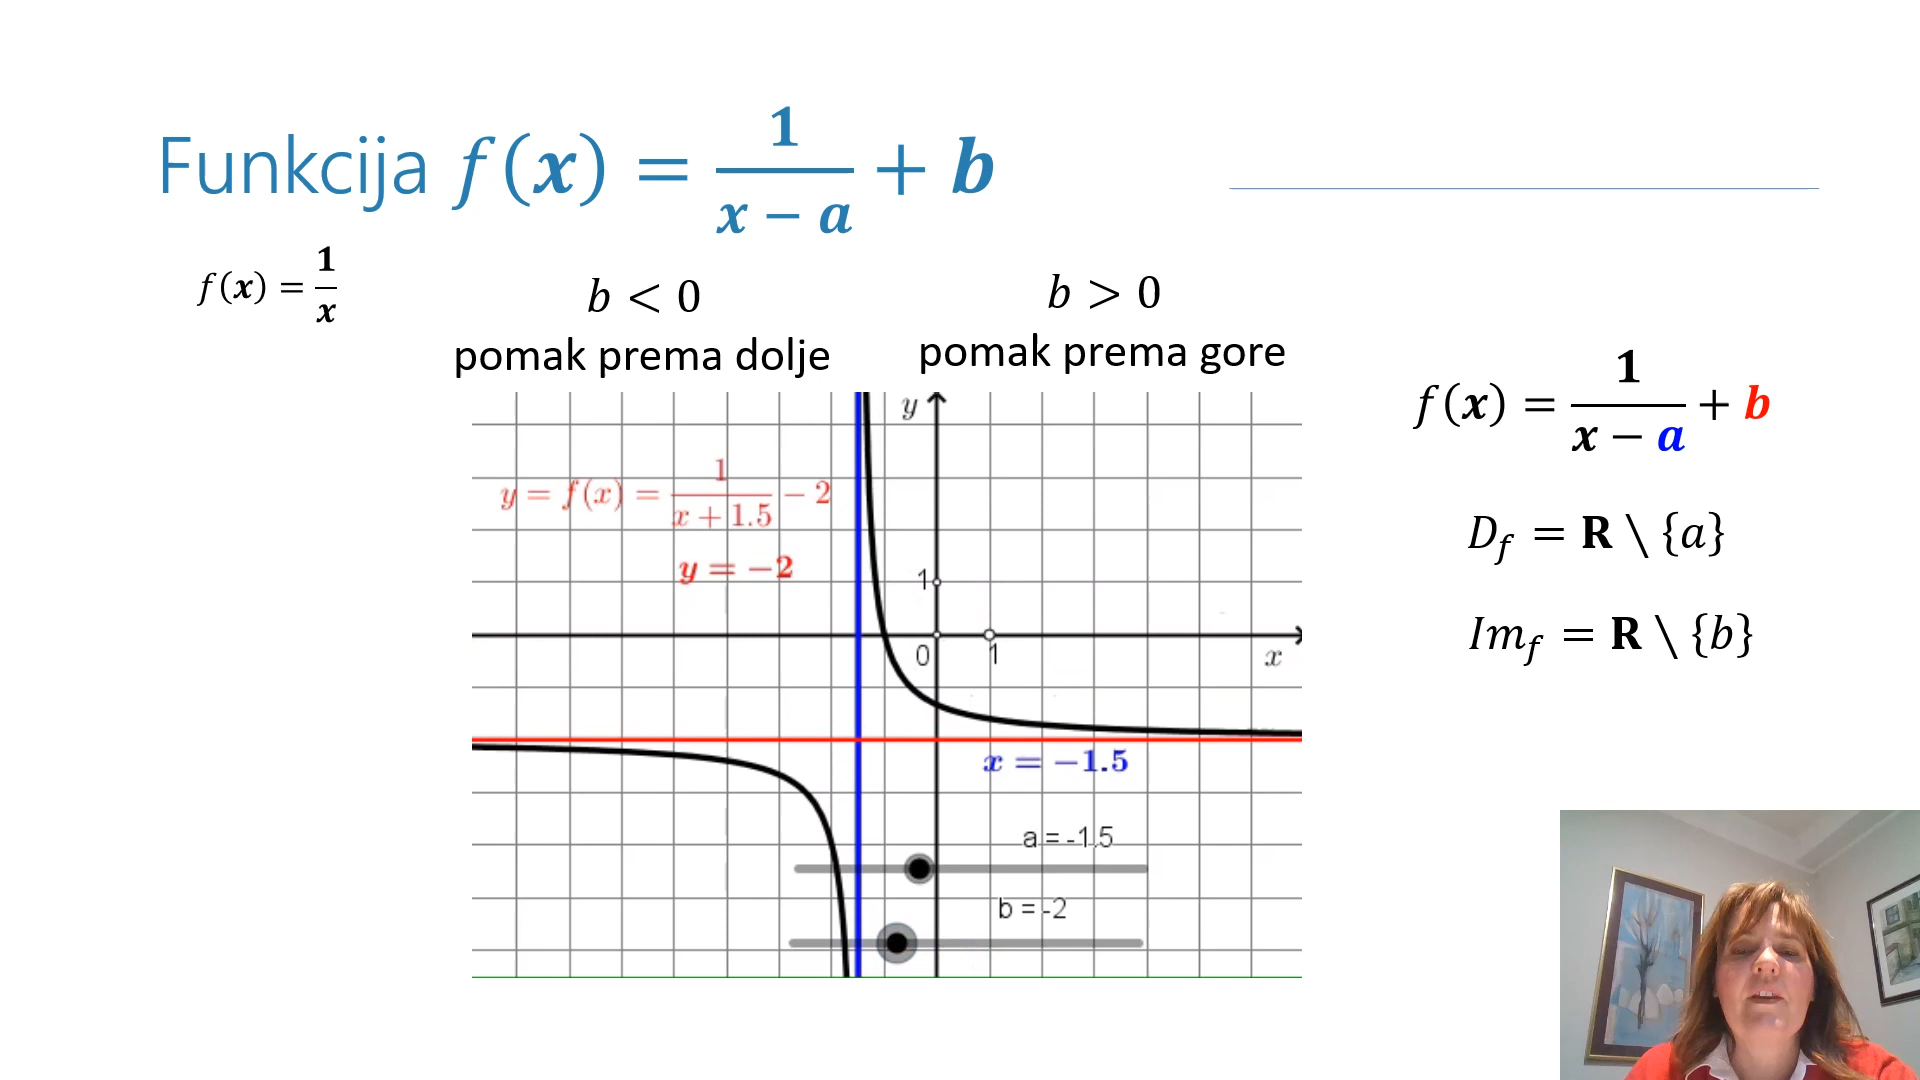 Funkcija f(x) = 1/(x − a) + b
f(x) = 1/x
b < 0
pomak prema dolje
b > 0
pomak prema gore
y
y = f(x) = 1/(x + 1.5) − 2
y = −2
1
0
1
x
x = −1.5
a = -1.5
b = -2
f(x) = 1/(x − a) + b
D_f = R \ {a}
Im_f = R \ {b}